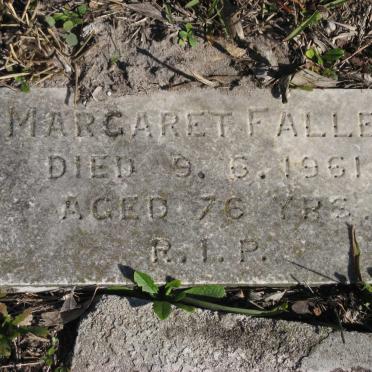 MARGARET FALLE
DIED 9.6.1961
AGED 76 YRS.
R.I.P.